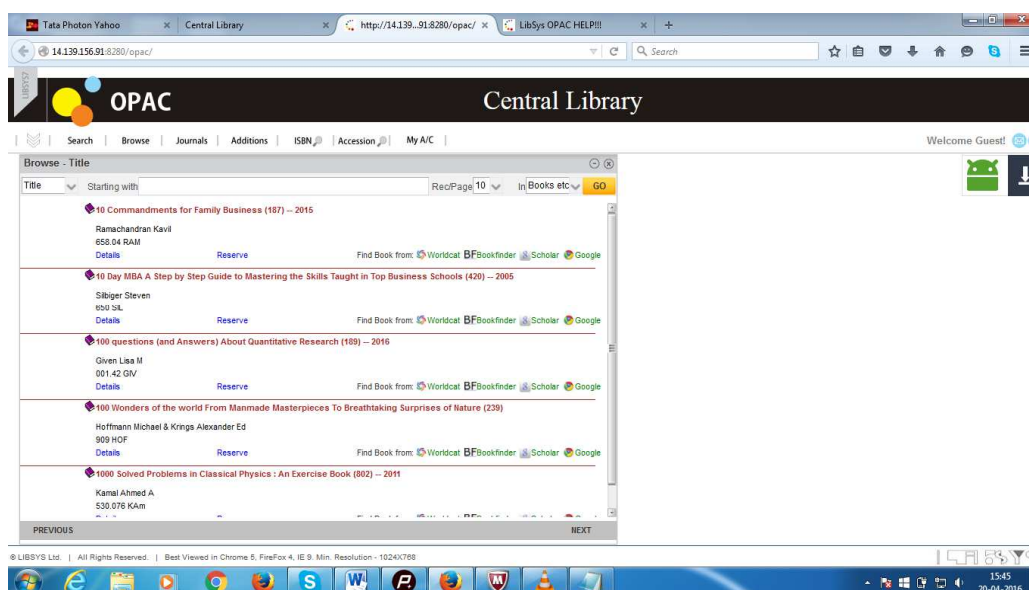 Tata Photon Yahoo × Central Library × http://14.139...91:8280/opac/ × LibSys OPAC HELP!!! × +
14.139.156.91:8280/opac/ Search
LIBSYS
OPAC Central Library
Search | Browse | Journals | Additions | ISBN | Accession | My A/C | Welcome Guest!
Browse - Title
Title Starting with Rec/Page 10 In Books etc GO
10 Commandments for Family Business (187) -- 2015
Ramachandran Kavil
658.04 RAM
Details Reserve Find Book from: Worldcat BFBookfinder Scholar Google
10 Day MBA A Step by Step Guide to Mastering the Skills Taught in Top Business Schools (420) -- 2005
Silbiger Steven
650 SIL
Details Reserve Find Book from: Worldcat BFBookfinder Scholar Google
100 questions (and Answers) About Quantitative Research (189) -- 2016
Given Lisa M
001.42 GIV
Details Reserve Find Book from: Worldcat BFBookfinder Scholar Google
100 Wonders of the world From Manmade Masterpieces To Breathtaking Surprises of Nature (239)
Hoffmann Michael & Krings Alexander Ed
909 HOF
Details Reserve Find Book from: Worldcat BFBookfinder Scholar Google
1000 Solved Problems in Classical Physics : An Exercise Book (802) -- 2011
Kamal Ahmed A
530.076 KAm
PREVIOUS NEXT
© LIBSYS Ltd. | All Rights Reserved. | Best Viewed in Chrome 5, FireFox 4, IE 9. Min. Resolution - 1024X768
15:45
20-04-2016